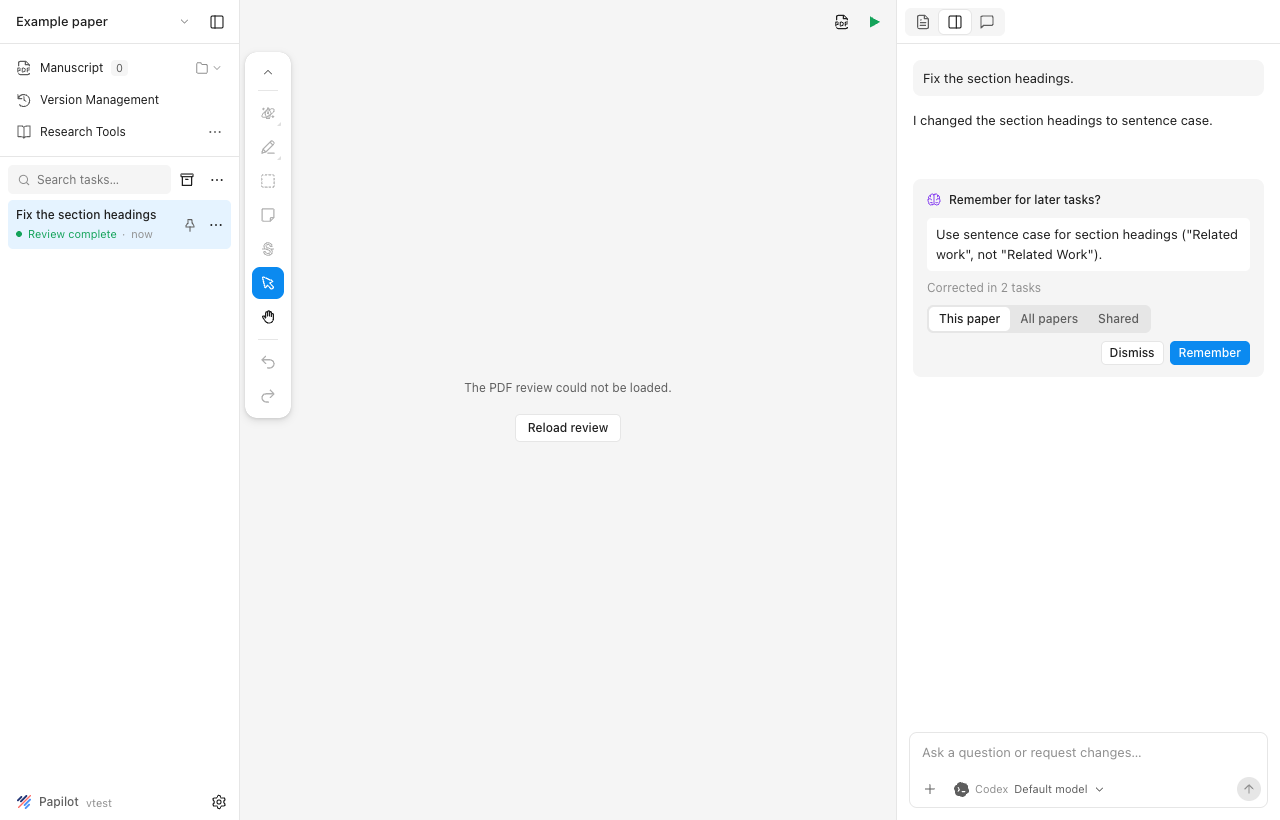 Example paper
Manuscript 0
Version Management
Research Tools
Search tasks...
Fix the section headings
Review complete · now
Papilot vtest
PDF
The PDF review could not be loaded.
Reload review
Fix the section headings.
I changed the section headings to sentence case.
Remember for later tasks?
Use sentence case for section headings ("Related
work", not "Related Work").
Corrected in 2 tasks
This paper All papers Shared
Dismiss Remember
Ask a question or request changes...
Codex Default model